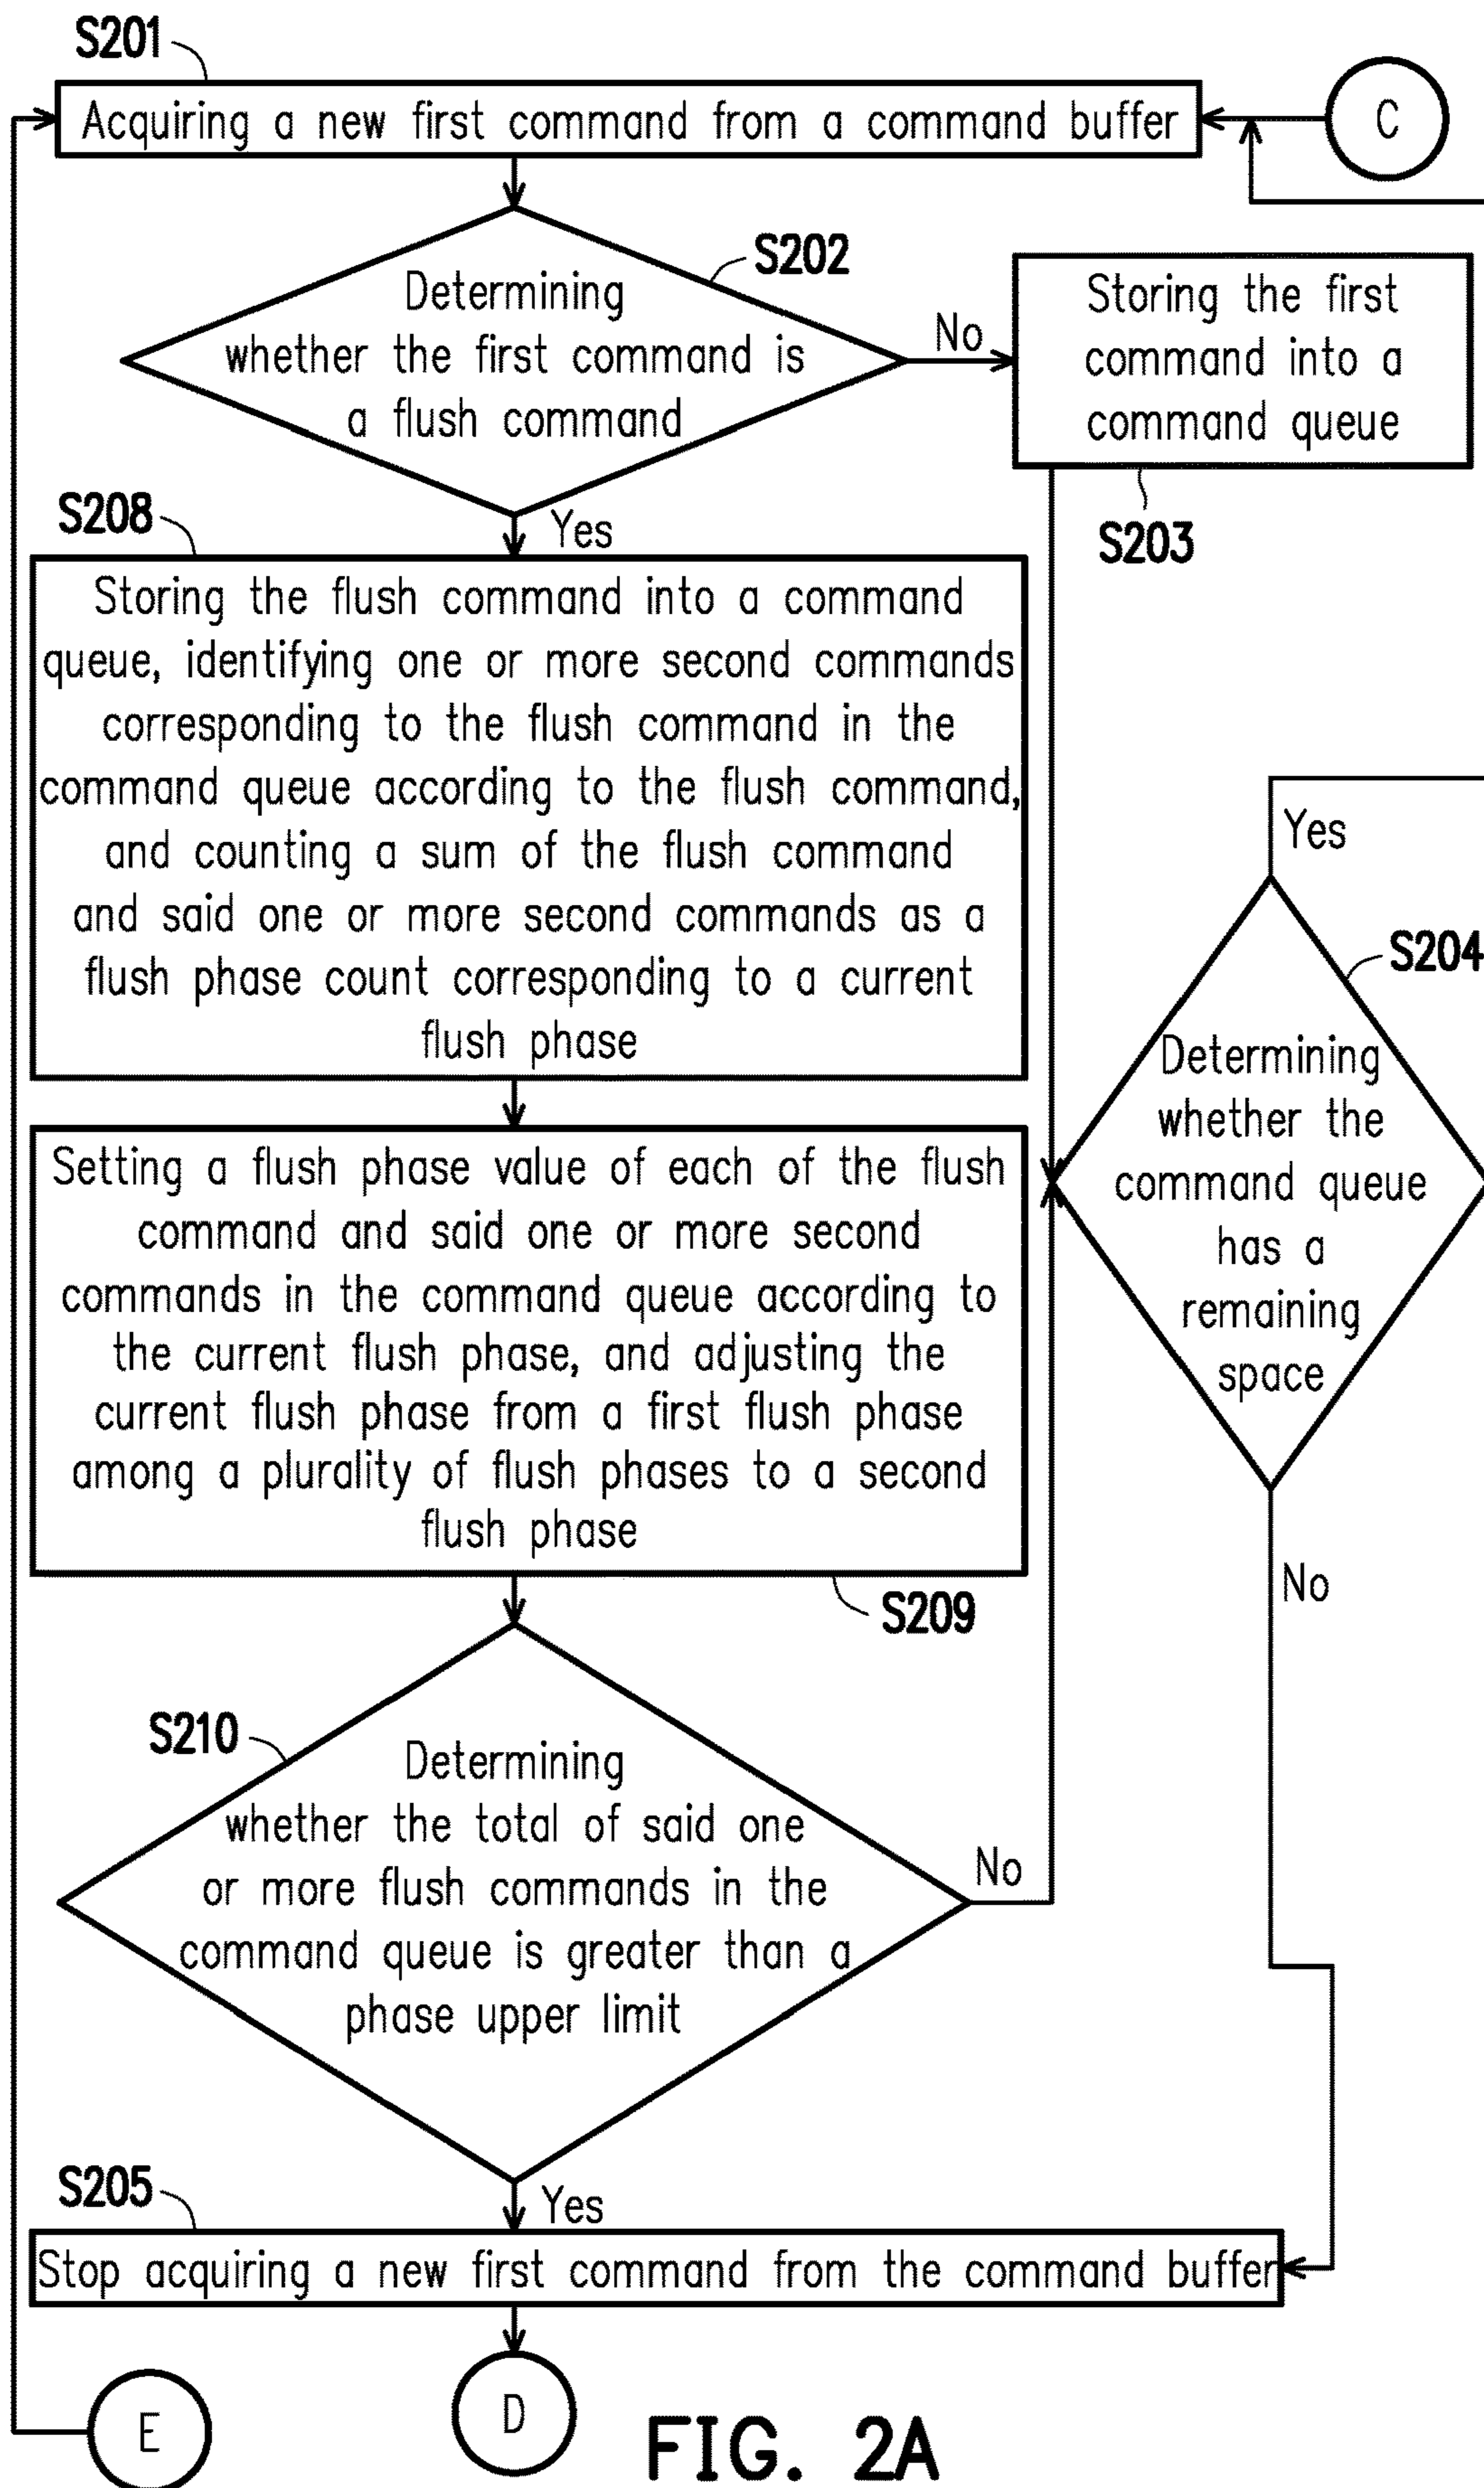 S201
Acquiring a new first command from a command buffer
C
S202
Determining
whether the first command is
a flush command
No
Storing the first
command into a
command queue
S203
Yes
S208
Storing the flush command into a command
queue, identifying one or more second commands
corresponding to the flush command in the
command queue according to the flush command,
and counting a sum of the flush command
and said one or more second commands as a
flush phase count corresponding to a current
flush phase
Yes
S204
Determining
whether the
command queue
has a
remaining
space
No
Setting a flush phase value of each of the flush
command and said one or more second
commands in the command queue according to
the current flush phase, and adjusting the
current flush phase from a first flush phase
among a plurality of flush phases to a second
flush phase
S209
S210
Determining
whether the total of said one
or more flush commands in the
command queue is greater than a
phase upper limit
No
Yes
S205
Stop acquiring a new first command from the command buffer
E
D
FIG. 2A